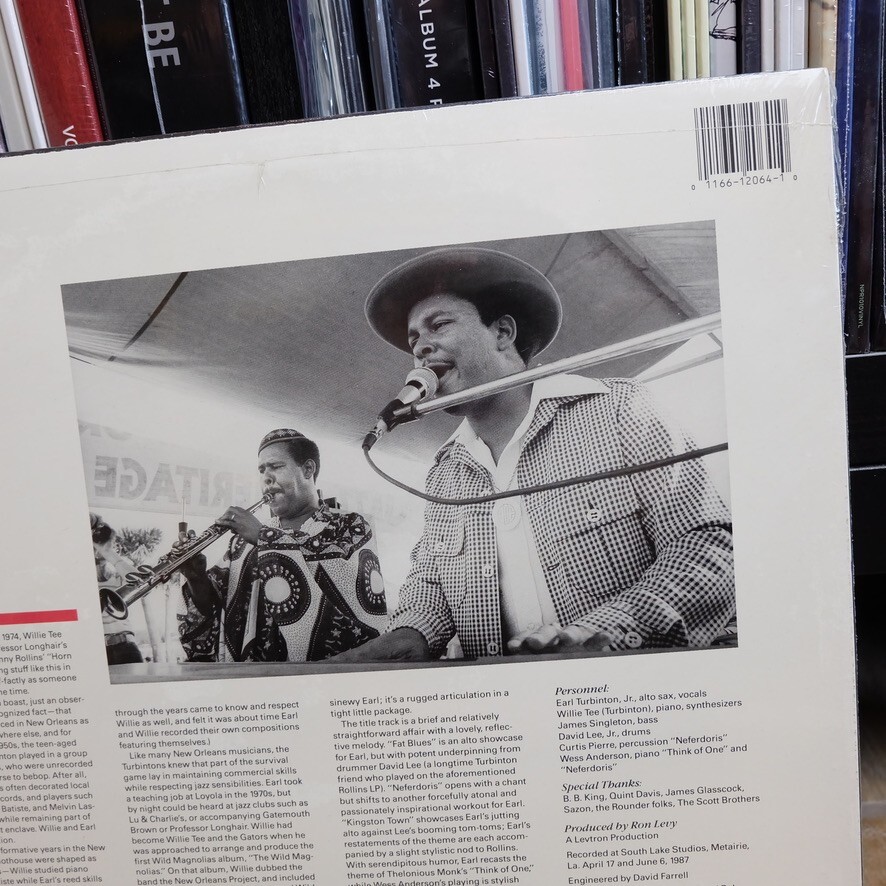 T BE
ALBUM 4 F
VO
NPR1010VINYL
0 1166-12064-1 0
HERITAGE
1974, Willie Tee
essor Longhair's
nny Rollins' "Horn
ng stuff like this in
f-factly as someone
he time.
boast, just an obser-
ognized fact—that
ced in New Orleans as
where else, and for
950s, the teen-aged
nton played in a group
, who were unrecorded
rse to bebop. After all,
s often decorated local
cords, and players such
Batiste, and Melvin Las-
while remaining part of
t enclave. Willie and Earl
ion.
formative years in the New
othouse were shaped as
s—Willie studied piano
while Earl's reed skills
through the years came to know and respect
Willie as well, and felt it was about time Earl
and Willie recorded their own compositions
featuring themselves.)
Like many New Orleans musicians, the
Turbintons knew that part of the survival
game lay in maintaining commercial skills
while respecting jazz sensibilities. Earl took
a teaching job at Loyola in the 1970s, but
by night could be heard at jazz clubs such as
Lu & Charlie's, or accompanying Gatemouth
Brown or Professor Longhair. Willie had
become Willie Tee and the Gators when he
was approached to arrange and produce the
first Wild Magnolias album, "The Wild Mag-
nolias." On that album, Willie dubbed the
band the New Orleans Project, and included
sinewy Earl; it's a rugged articulation in a
tight little package.
The title track is a brief and relatively
straightforward affair with a lovely, reflec-
tive melody. "Fat Blues" is an alto showcase
for Earl, but with potent underpinning from
drummer David Lee (a longtime Turbinton
friend who played on the aforementioned
Rollins LP). "Neferdoris" opens with a chant
but shifts to another forcefully atonal and
passionately inspirational workout for Earl.
"Kingston Town" showcases Earl's jutting
alto against Lee's booming tom-toms; Earl's
restatements of the theme are each accom-
panied by a slight stylistic nod to Rollins.
With serendipitous humor, Earl recasts the
theme of Thelonious Monk's "Think of One,"
while Wess Anderson's playing is stylish
Personnel:
Earl Turbinton, Jr., alto sax, vocals
Willie Tee (Turbinton), piano, synthesizers
James Singleton, bass
David Lee, Jr., drums
Curtis Pierre, percussion "Neferdoris"
Wess Anderson, piano "Think of One" and
"Neferdoris"
Special Thanks:
B. B. King, Quint Davis, James Glasscock,
Sazon, the Rounder folks, The Scott Brothers
Produced by Ron Levy
A Levtron Production
Recorded at South Lake Studios, Metairie,
La. April 17 and June 6, 1987
Engineered by David Farrell